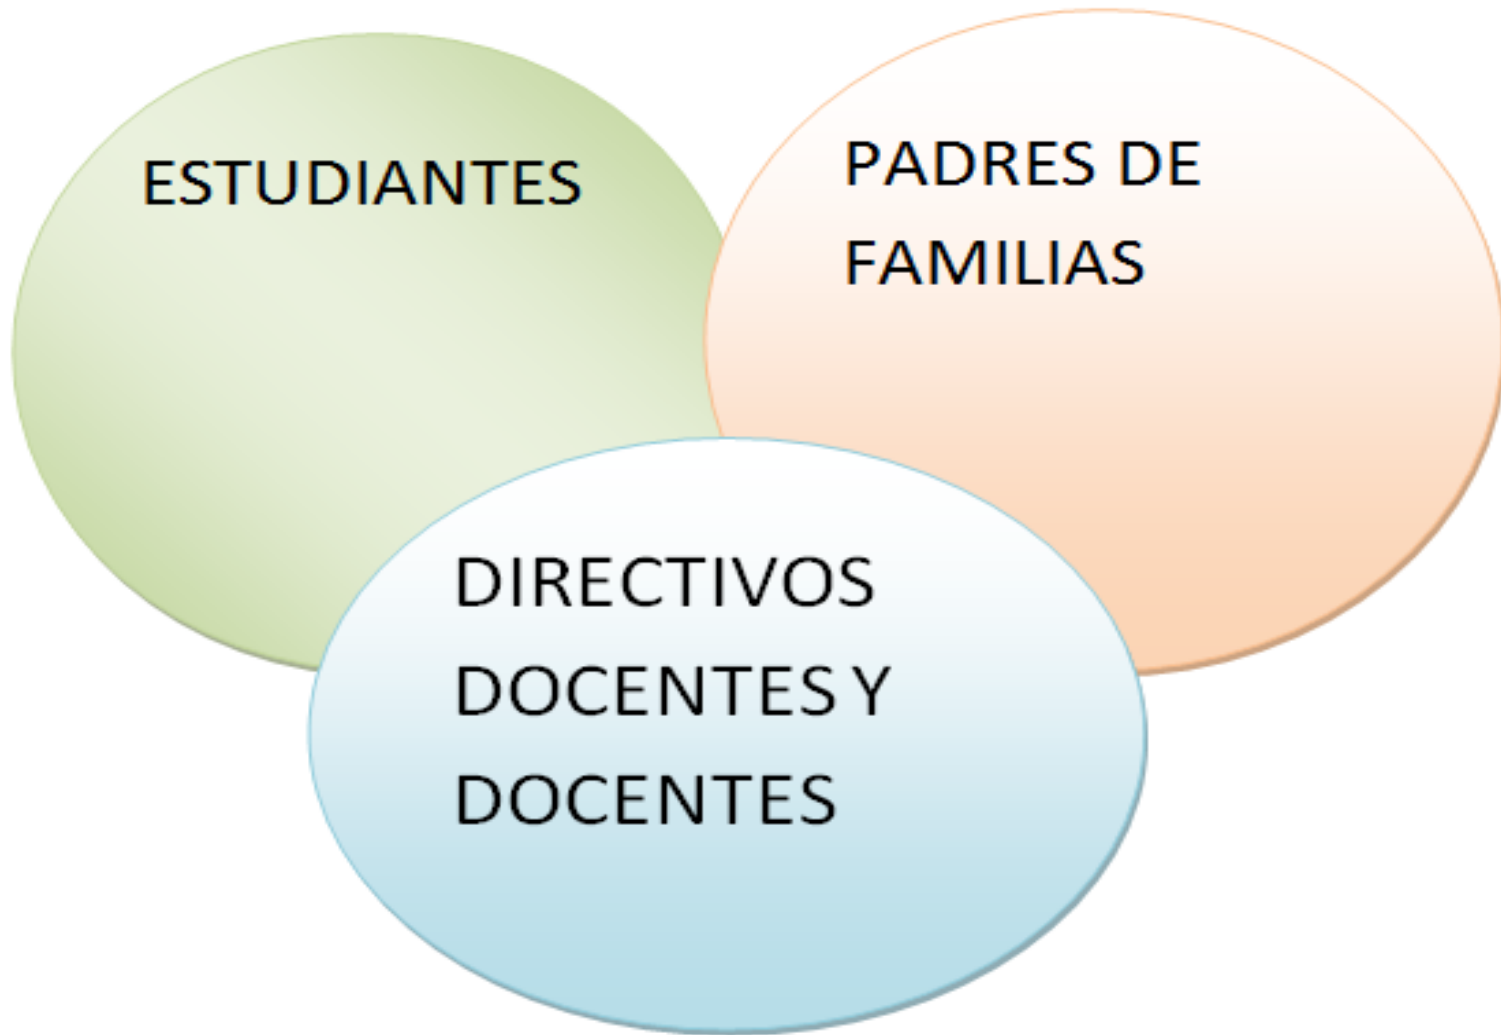 ESTUDIANTES
PADRES DE
FAMILIAS
DIRECTIVOS
DOCENTES Y
DOCENTES